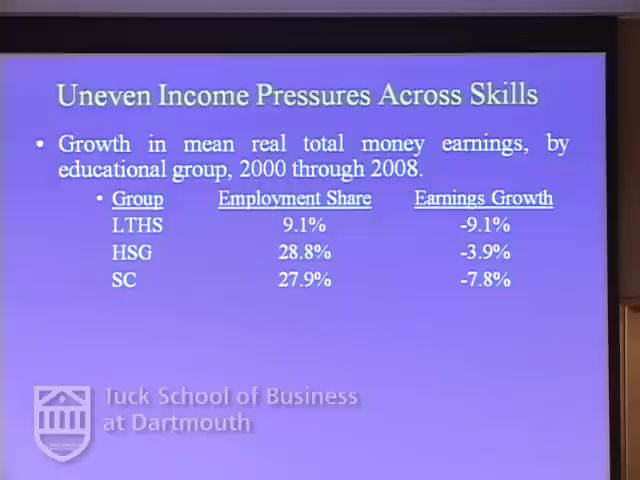 Uneven Income Pressures Across Skills
• Growth in mean real total money earnings, by
educational group, 2000 through 2008.
• Group Employment Share Earnings Growth
LTHS 9.1% -9.1%
HSG 28.8% -3.9%
SC 27.9% -7.8%
Tuck School of Business
at Dartmouth